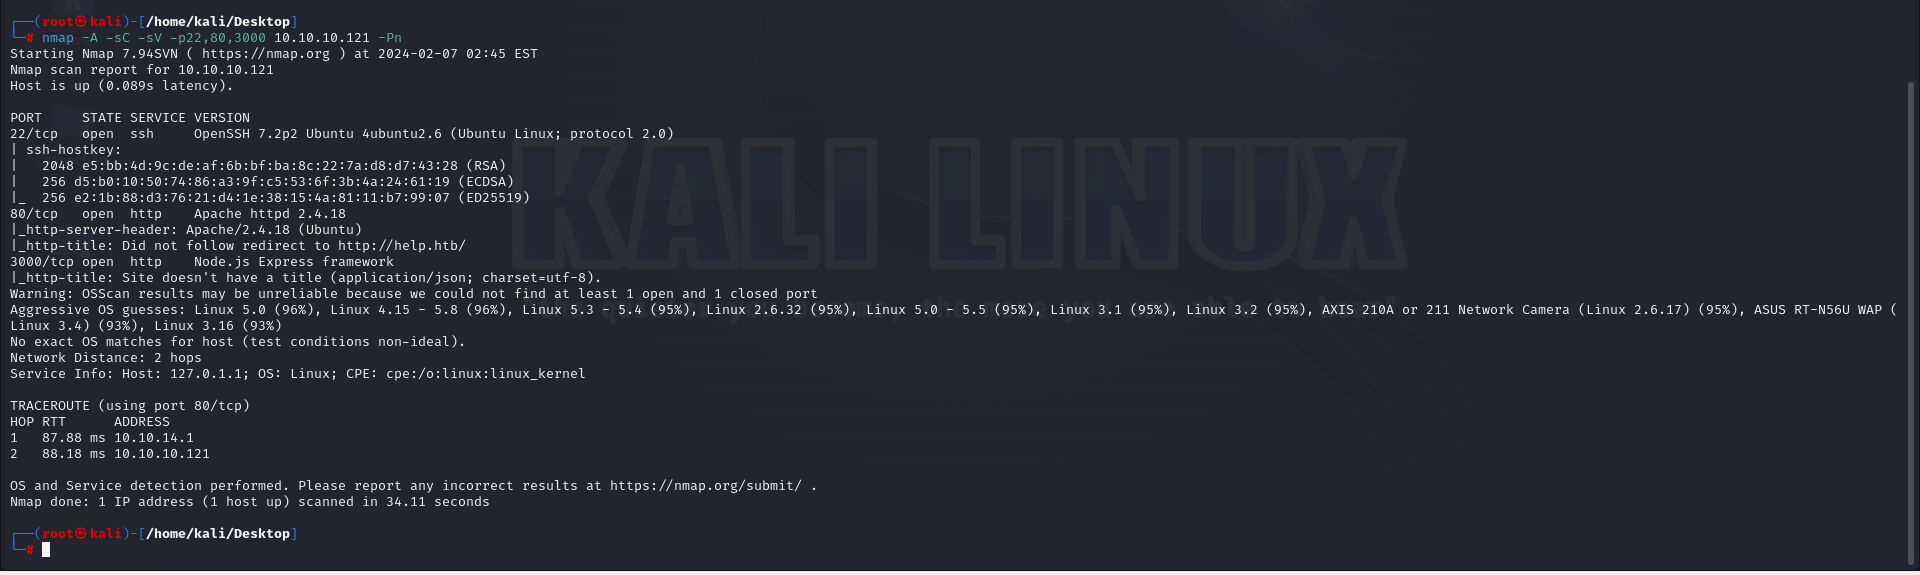 ┌──(root㉿kali)-[/home/kali/Desktop]
└─# nmap -A -sC -sV -p22,80,3000 10.10.10.121 -Pn
Starting Nmap 7.94SVN ( https://nmap.org ) at 2024-02-07 02:45 EST
Nmap scan report for 10.10.10.121
Host is up (0.089s latency).

PORT     STATE SERVICE VERSION
22/tcp   open  ssh     OpenSSH 7.2p2 Ubuntu 4ubuntu2.6 (Ubuntu Linux; protocol 2.0)
| ssh-hostkey:
|   2048 e5:bb:4d:9c:de:af:6b:bf:ba:8c:22:7a:d8:d7:43:28 (RSA)
|   256 d5:b0:10:50:74:86:a3:9f:c5:53:6f:3b:4a:24:61:19 (ECDSA)
|_  256 e2:1b:88:d3:76:21:d4:1e:38:15:4a:81:11:b7:99:07 (ED25519)
80/tcp   open  http    Apache httpd 2.4.18
|_http-server-header: Apache/2.4.18 (Ubuntu)
|_http-title: Did not follow redirect to http://help.htb/
3000/tcp open  http    Node.js Express framework
|_http-title: Site doesn't have a title (application/json; charset=utf-8).
Warning: OSScan results may be unreliable because we could not find at least 1 open and 1 closed port
Aggressive OS guesses: Linux 5.0 (96%), Linux 4.15 - 5.8 (96%), Linux 5.3 - 5.4 (95%), Linux 2.6.32 (95%), Linux 5.0 - 5.5 (95%), Linux 3.1 (95%), Linux 3.2 (95%), AXIS 210A or 211 Network Camera (Linux 2.6.17) (95%), ASUS RT-N56U WAP (
Linux 3.4) (93%), Linux 3.16 (93%)
No exact OS matches for host (test conditions non-ideal).
Network Distance: 2 hops
Service Info: Host: 127.0.1.1; OS: Linux; CPE: cpe:/o:linux:linux_kernel

TRACEROUTE (using port 80/tcp)
HOP RTT      ADDRESS
1   87.88 ms 10.10.14.1
2   88.18 ms 10.10.10.121

OS and Service detection performed. Please report any incorrect results at https://nmap.org/submit/ .
Nmap done: 1 IP address (1 host up) scanned in 34.11 seconds

┌──(root㉿kali)-[/home/kali/Desktop]
└─#
KALI LINUX